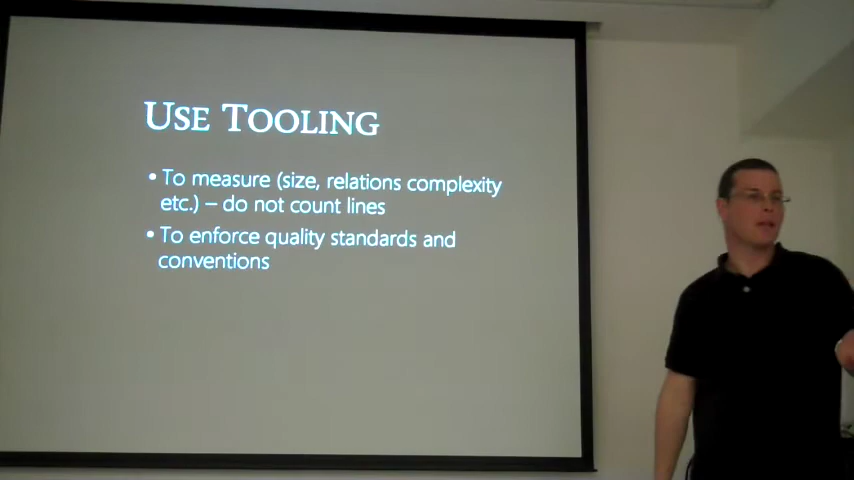 USE TOOLING
• To measure (size, relations complexity
etc.) – do not count lines
• To enforce quality standards and
conventions